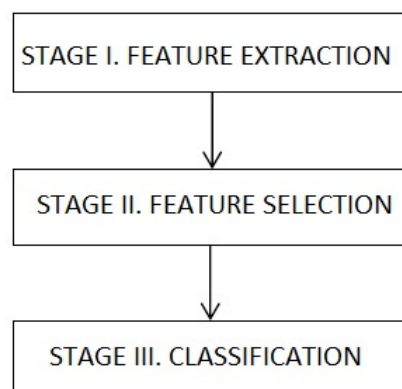 STAGE I. FEATURE EXTRACTION
STAGE II. FEATURE SELECTION
STAGE III. CLASSIFICATION